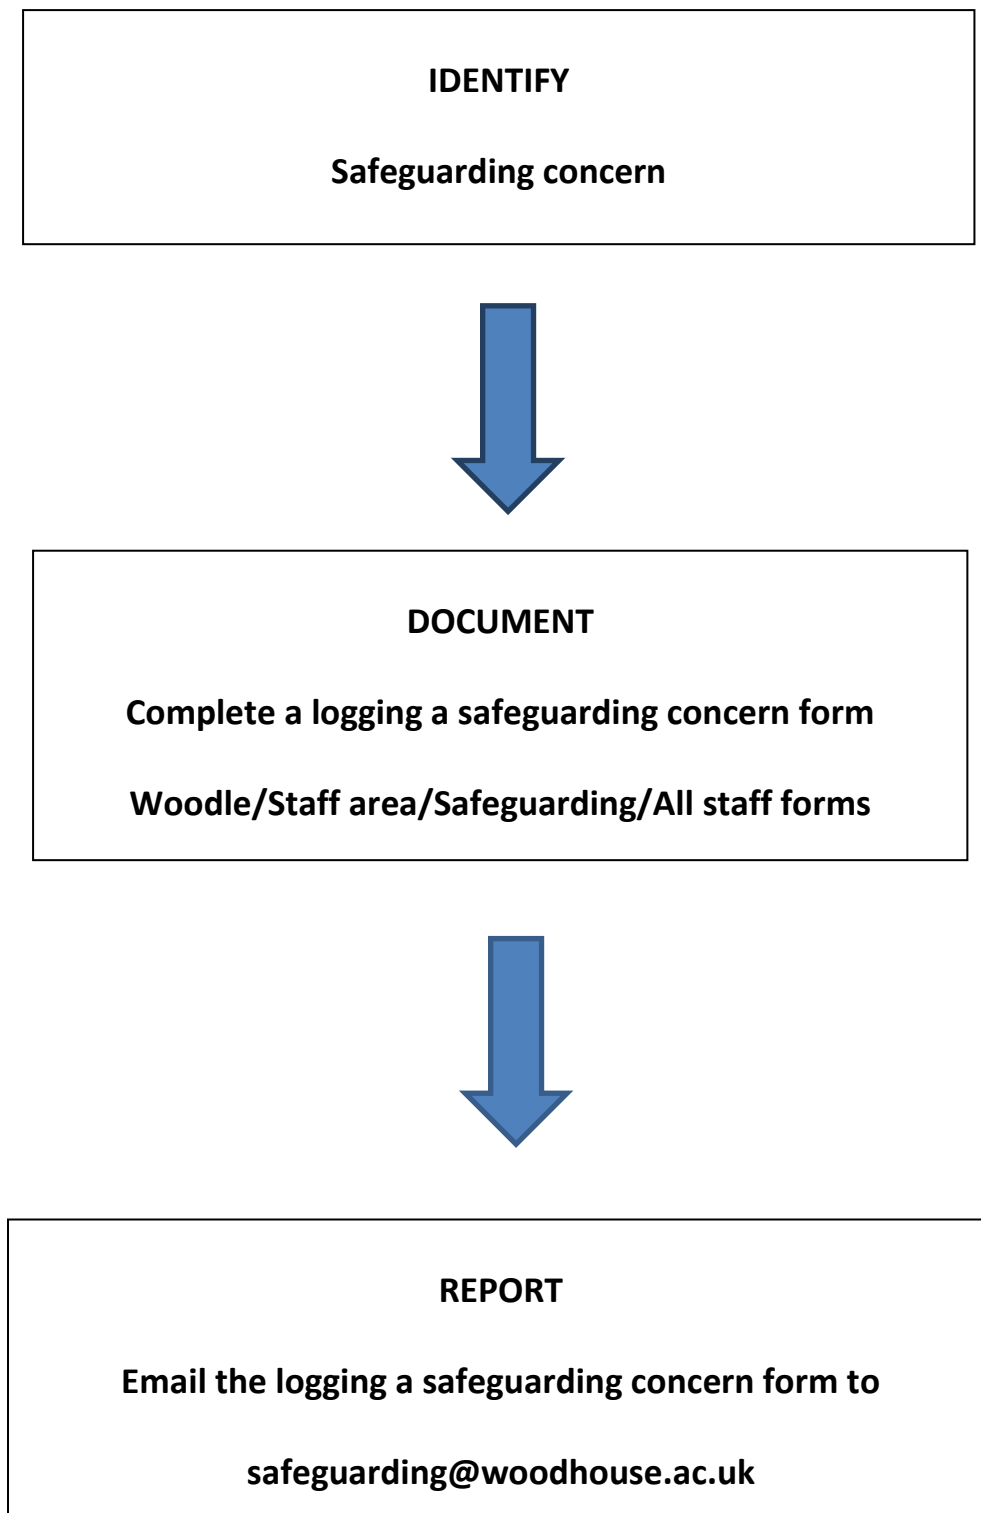 IDENTIFY
Safeguarding concern
DOCUMENT
Complete a logging a safeguarding concern form
Woodle/Staff area/Safeguarding/All staff forms
REPORT
Email the logging a safeguarding concern form to
safeguarding@woodhouse.ac.uk